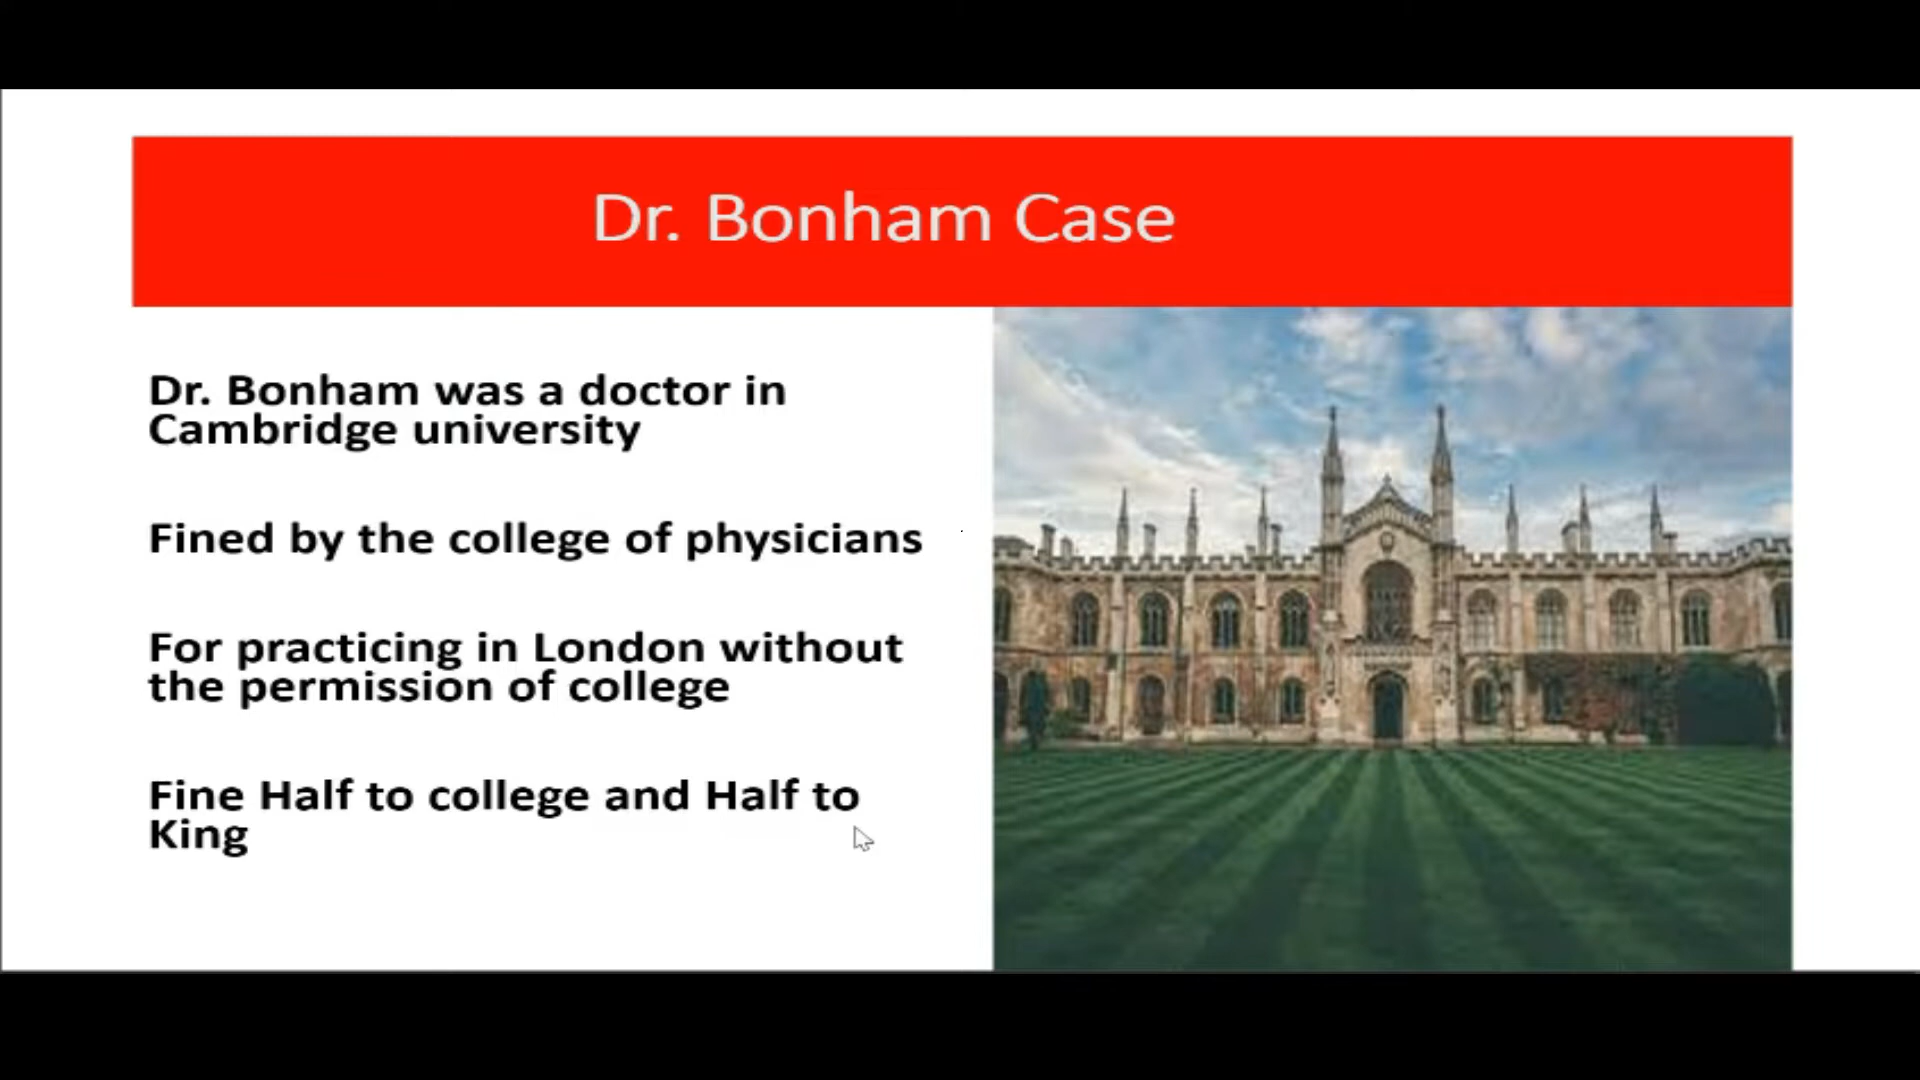 Dr. Bonham Case
Dr. Bonham was a doctor in
Cambridge university
Fined by the college of physicians
For practicing in London without
the permission of college
Fine Half to college and Half to
King